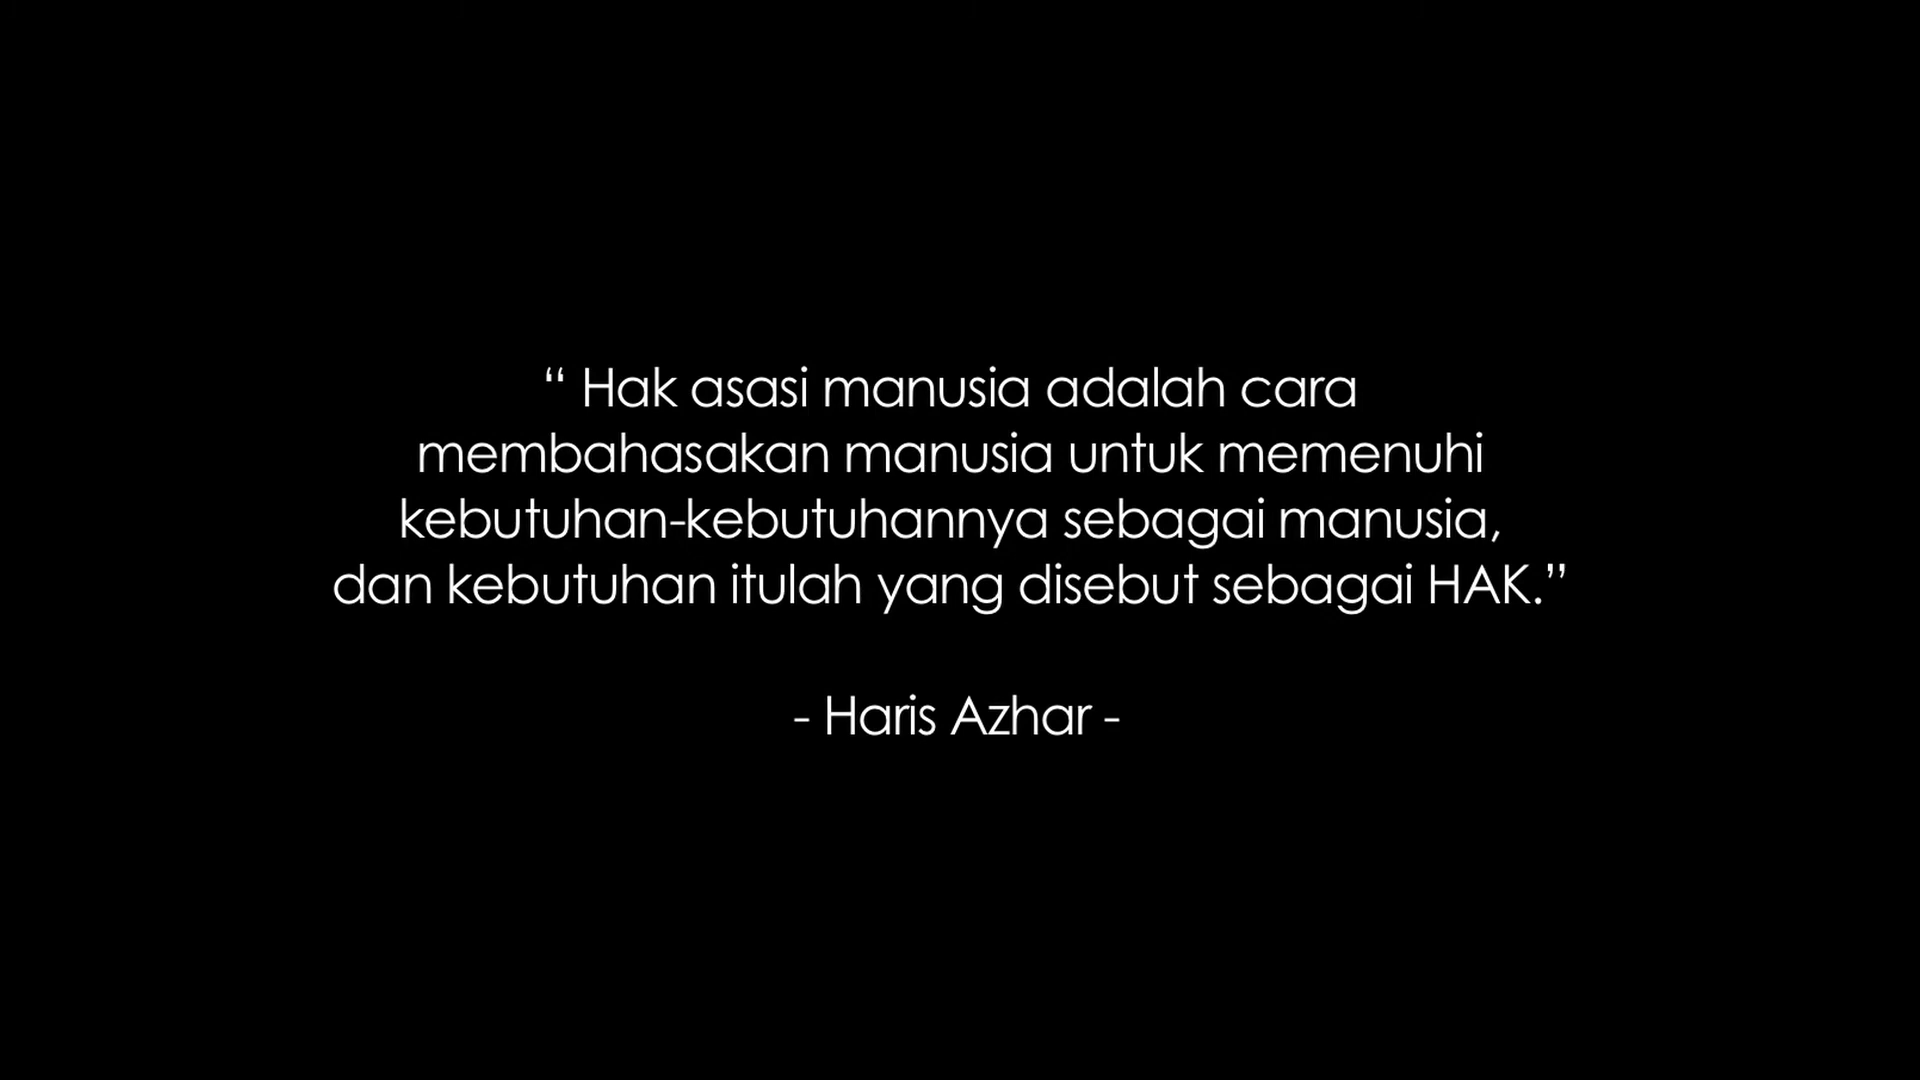 “ Hak asasi manusia adalah cara
membahasakan manusia untuk memenuhi
kebutuhan-kebutuhannya sebagai manusia,
dan kebutuhan itulah yang disebut sebagai HAK.”
- Haris Azhar -